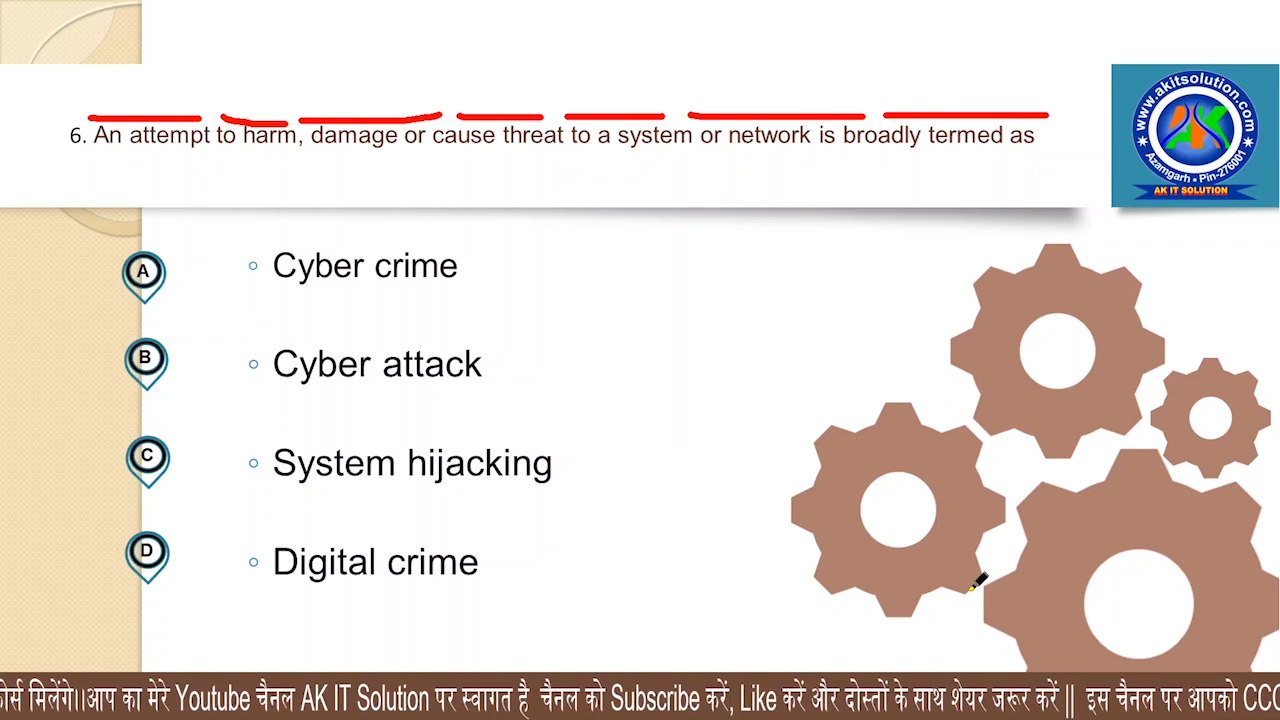 6. An attempt to harm, damage or cause threat to a system or network is broadly termed as
www.akitsolution.com
AK
Azamgarh • Pin-276001
AK IT SOLUTION
A
Cyber crime
B
Cyber attack
C
System hijacking
D
Digital crime
मिलेंगे।।आप का मेरे Youtube चैनल AK IT Solution पर स्वागत है चैनल को Subscribe करें, Like करें और दोस्तों के साथ शेयर जरूर करें || इस चैनल पर आपको CCC